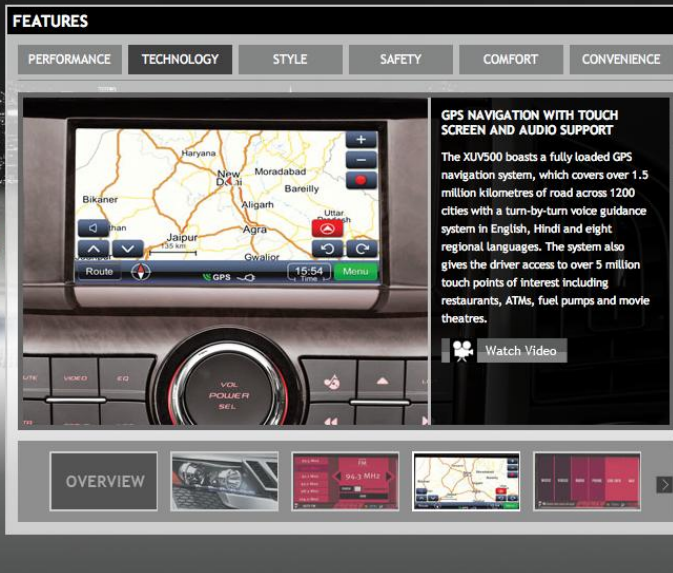 FEATURES
PERFORMANCE TECHNOLOGY STYLE SAFETY COMFORT CONVENIENCE
GPS NAVIGATION WITH TOUCH
SCREEN AND AUDIO SUPPORT
The XUV500 boasts a fully loaded GPS
navigation system, which covers over 1.5
million kilometres of road across 1200
cities with a turn-by-turn voice guidance
system in English, Hindi and eight
regional languages. The system also
gives the driver access to over 5 million
touch points of interest including
restaurants, ATMs, fuel pumps and movie
theatres.
Watch Video
+
Haryana
−
New
Delhi
Moradabad
Bareilly
Bikaner
Aligarh
Uttar
than
Agra
Jaipur
135 km
Gwalior
Route
GPS
15:54
Time
Menu
VIDEO EQ
VOL
POWER
SEL
OVERVIEW
FM
94.3 MHz